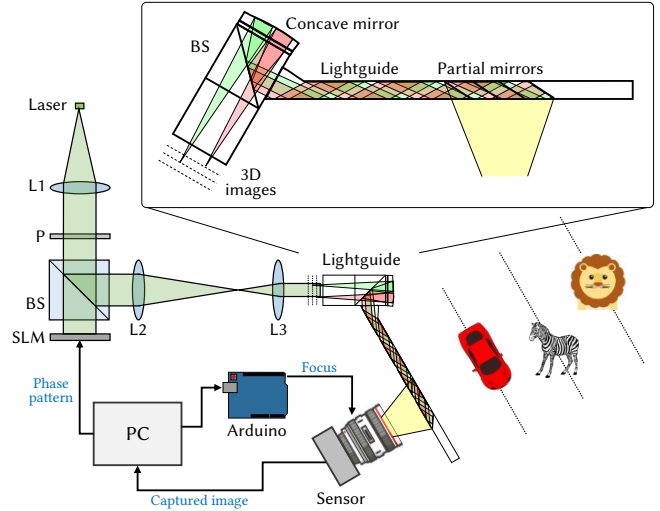 Concave mirror
BS
Lightguide
Partial mirrors
Laser
3D
images
L1
P
Lightguide
BS
L2
L3
SLM
Phase
pattern
Focus
PC
Arduino
Sensor
Captured image